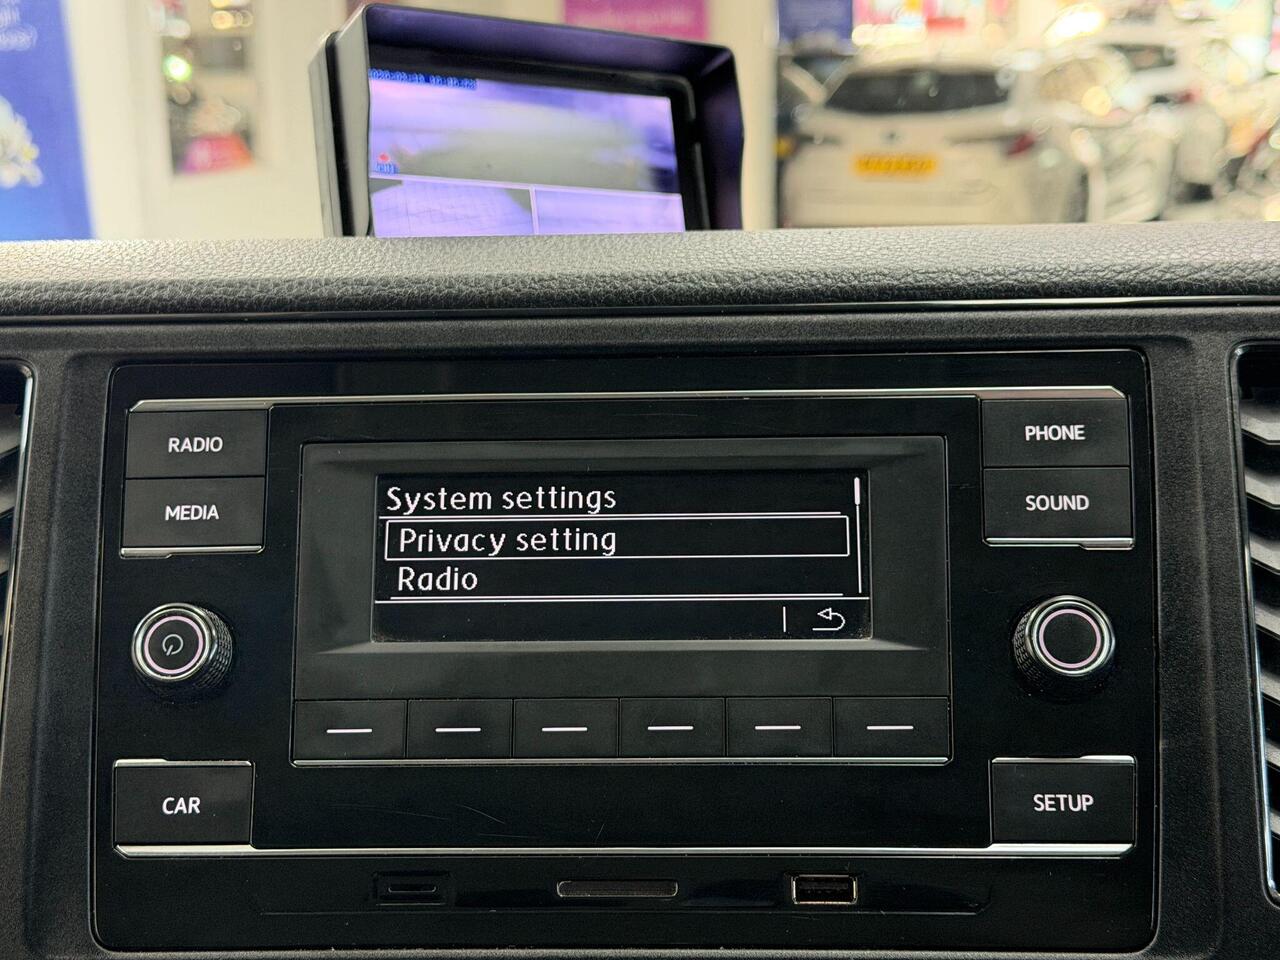 RADIO
MEDIA
System settings
Privacy setting
Radio
PHONE
SOUND
CAR
SETUP